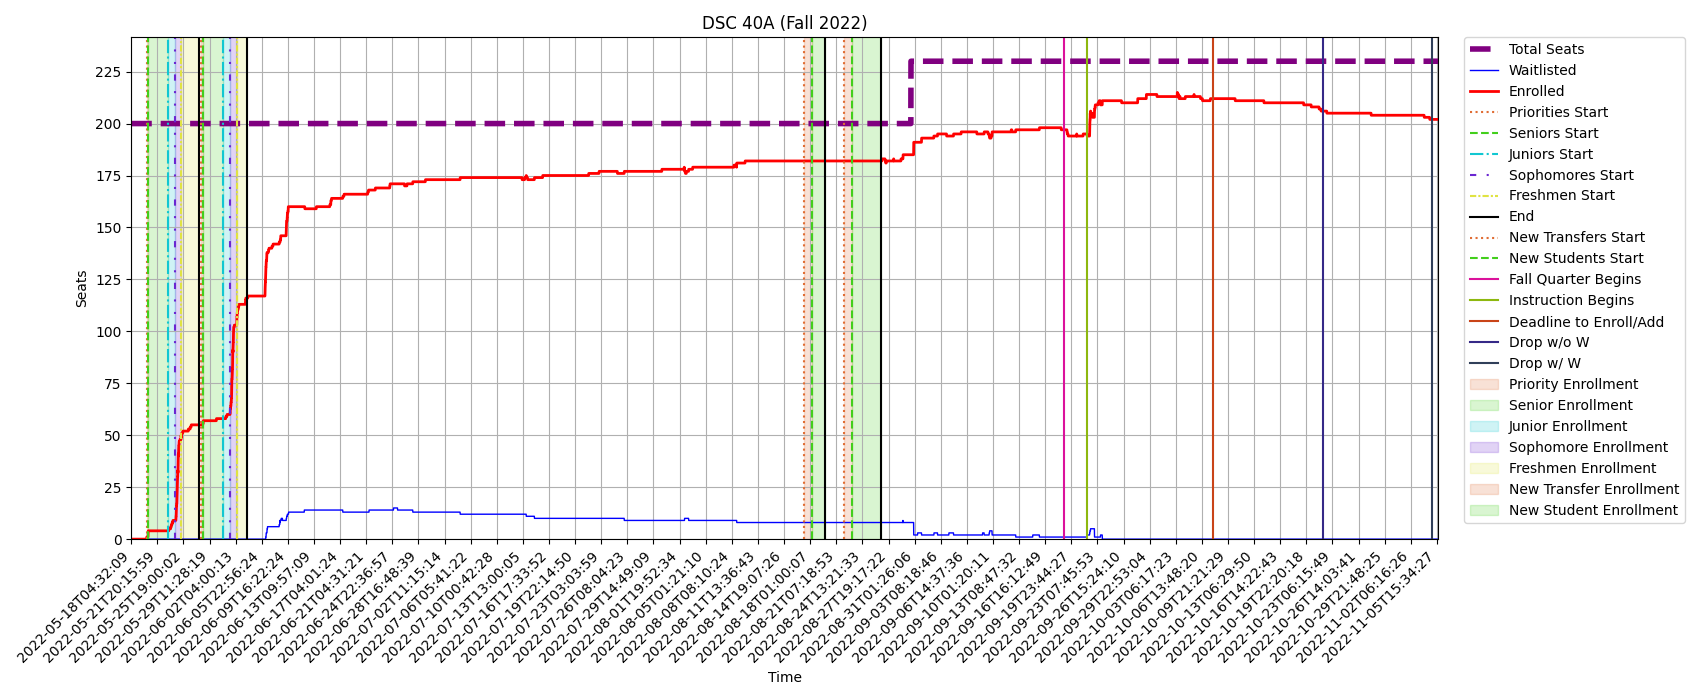 DSC 40A (Fall 2022)
Seats
225
200
175
150
125
100
75
50
25
0
2022-05-18T04:32:09
2022-05-21T20:15:59
2022-05-25T19:00:02
2022-05-29T11:28:19
2022-06-02T04:00:13
2022-06-05T22:56:24
2022-06-09T16:22:24
2022-06-13T09:57:09
2022-06-17T04:01:24
2022-06-21T04:31:21
2022-06-24T22:36:57
2022-06-28T16:48:39
2022-07-02T11:15:14
2022-07-06T05:41:22
2022-07-10T00:42:28
2022-07-13T13:00:05
2022-07-16T17:33:52
2022-07-19T22:14:50
2022-07-23T03:03:59
2022-07-26T08:04:23
2022-07-29T14:49:09
2022-08-01T19:52:34
2022-08-05T01:21:10
2022-08-08T08:10:24
2022-08-11T13:36:43
2022-08-14T19:07:26
2022-08-18T01:00:07
2022-08-21T07:18:53
2022-08-24T13:21:33
2022-08-27T19:17:22
2022-08-31T01:26:06
2022-09-03T08:18:46
2022-09-06T14:37:36
2022-09-10T01:20:11
2022-09-13T08:47:32
2022-09-16T16:12:49
2022-09-19T23:44:27
2022-09-23T07:45:53
2022-09-26T15:24:10
2022-09-29T22:53:04
2022-10-03T06:17:23
2022-10-06T13:48:20
2022-10-09T21:21:29
2022-10-13T06:29:50
2022-10-16T14:22:43
2022-10-19T22:20:18
2022-10-23T06:15:49
2022-10-26T14:03:41
2022-10-29T21:48:25
2022-11-02T06:16:26
2022-11-05T15:34:27
Time
Total Seats
Waitlisted
Enrolled
Priorities Start
Seniors Start
Juniors Start
Sophomores Start
Freshmen Start
End
New Transfers Start
New Students Start
Fall Quarter Begins
Instruction Begins
Deadline to Enroll/Add
Drop w/o W
Drop w/ W
Priority Enrollment
Senior Enrollment
Junior Enrollment
Sophomore Enrollment
Freshmen Enrollment
New Transfer Enrollment
New Student Enrollment